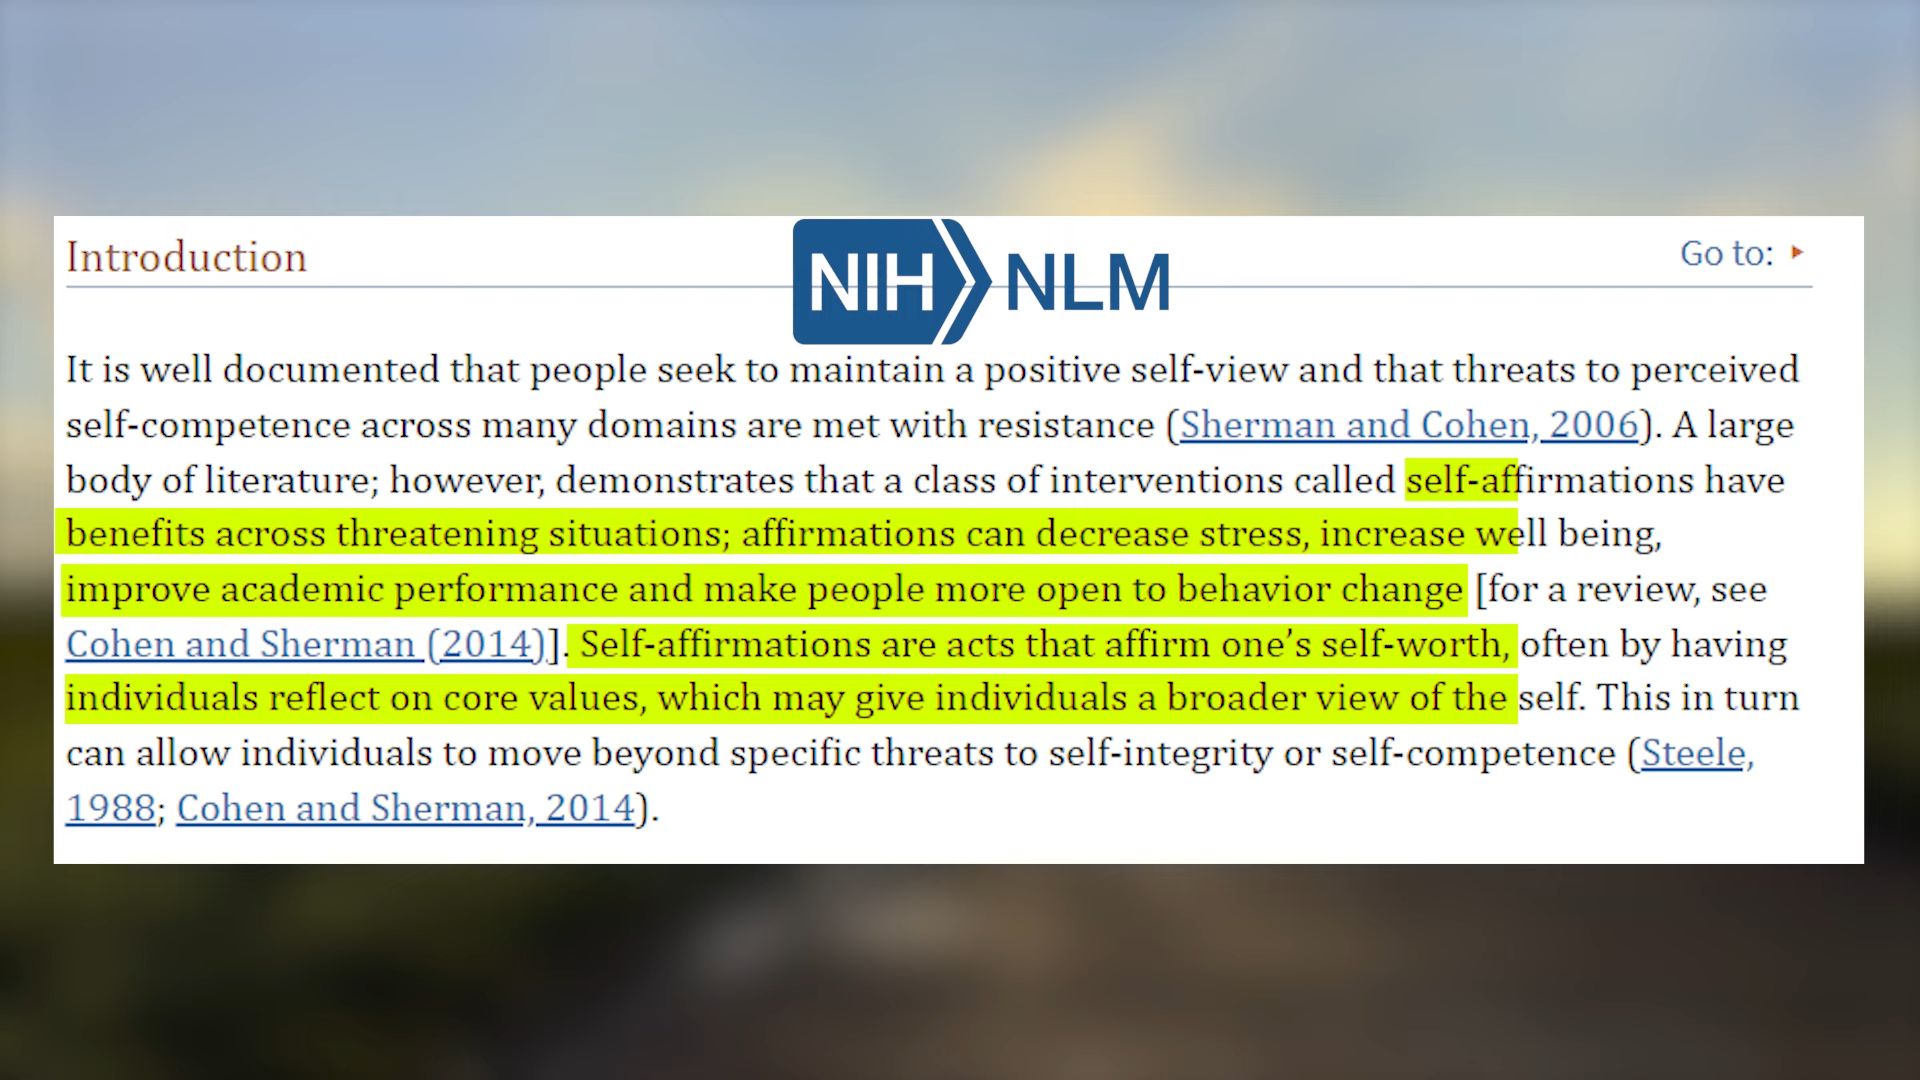 Introduction
NIH NLM
Go to:
It is well documented that people seek to maintain a positive self-view and that threats to perceived
self-competence across many domains are met with resistance (Sherman and Cohen, 2006). A large
body of literature; however, demonstrates that a class of interventions called self-affirmations have
benefits across threatening situations; affirmations can decrease stress, increase well being,
improve academic performance and make people more open to behavior change [for a review, see
Cohen and Sherman (2014)]. Self-affirmations are acts that affirm one’s self-worth, often by having
individuals reflect on core values, which may give individuals a broader view of the self. This in turn
can allow individuals to move beyond specific threats to self-integrity or self-competence (Steele,
1988; Cohen and Sherman, 2014).